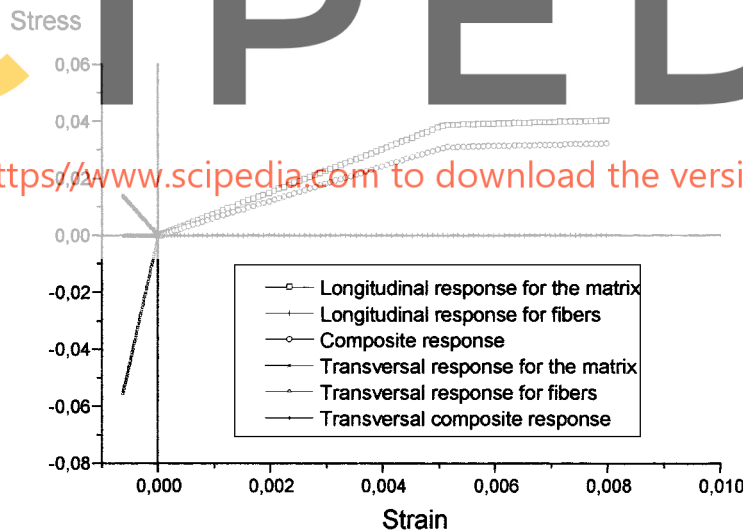 IPED
Stress
0,06
0,04
ttps//www.scipedia.com to download the versi
0,02
0,00
-0,02
-0,04
-0,06
-0,08
Longitudinal response for the matrix
Longitudinal response for fibers
Composite response
Transversal response for the matrix
Transversal response for fibers
Transversal composite response
0,000
0,002
0,004
0,006
0,008
0,010
Strain